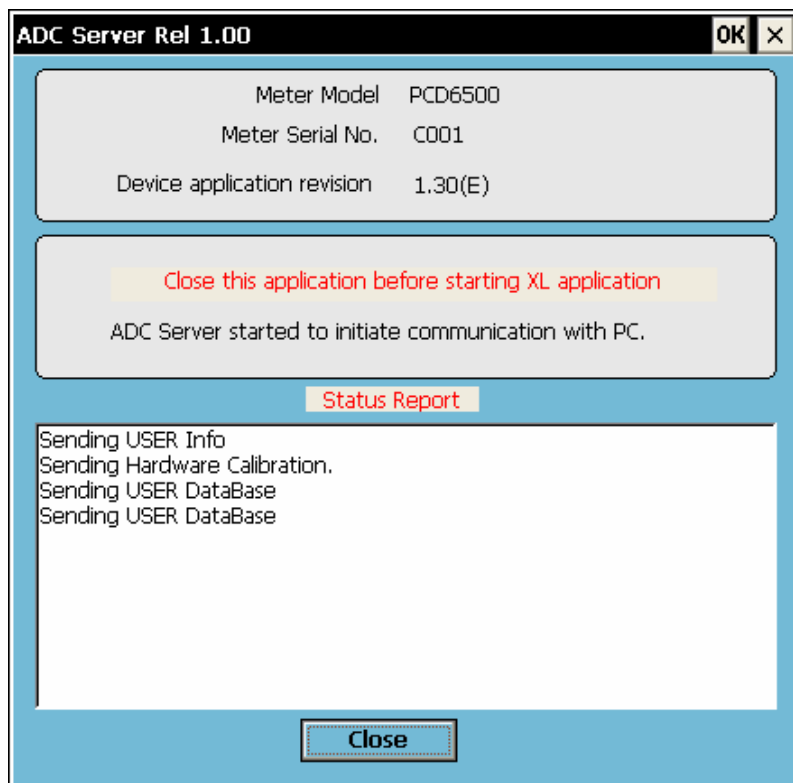 ADC Server Rel 1.00 OK ×
Meter Model PCD6500
Meter Serial No. C001
Device application revision 1.30(E)
Close this application before starting XL application
ADC Server started to initiate communication with PC.
Status Report
Sending USER Info
Sending Hardware Calibration.
Sending USER DataBase
Sending USER DataBase
Close